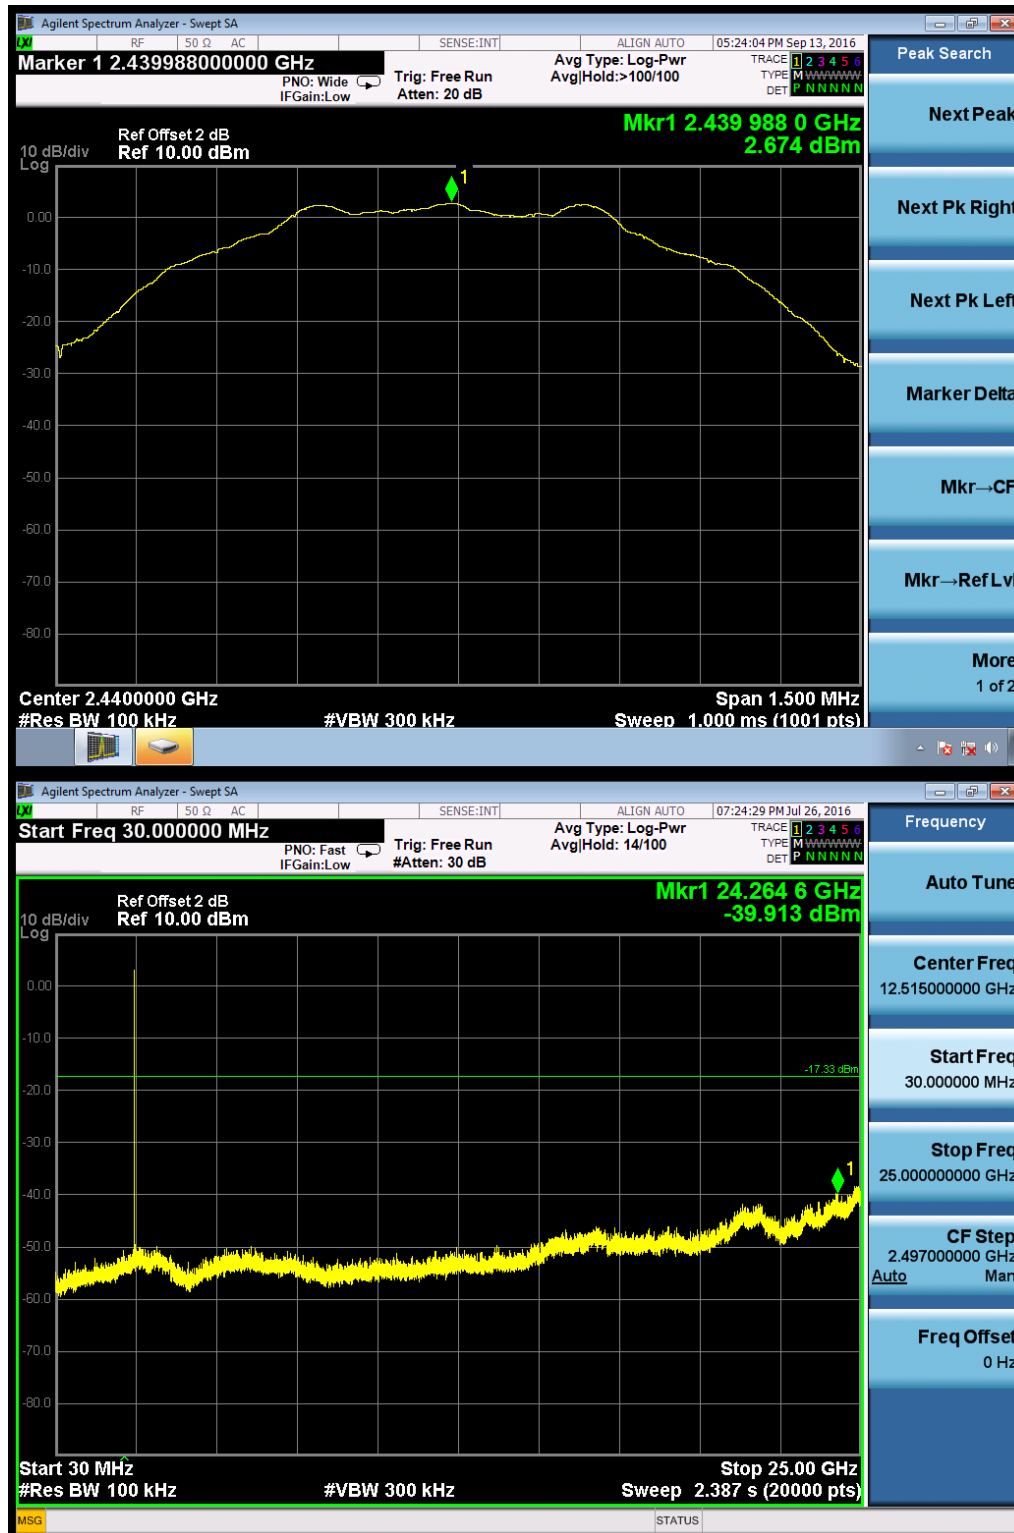 Agilent Spectrum Analyzer - Swept SA
LXI RF 50 Ω AC SENSE:INT ALIGN AUTO 05:24:04 PM Sep 13, 2016
Marker 1 2.439988000000 GHz
PNO: Wide
IFGain:Low
Trig: Free Run
Atten: 20 dB
Avg Type: Log-Pwr
Avg|Hold:>100/100
TRACE 1 2 3 4 5 6
TYPE M WWWWW
DET P N N N N N
Mkr1 2.439 988 0 GHz
2.674 dBm
Ref Offset 2 dB
10 dB/div Ref 10.00 dBm
Log
1
0.00
-10.0
-20.0
-30.0
-40.0
-50.0
-60.0
-70.0
-80.0
Center 2.4400000 GHz Span 1.500 MHz
#Res BW 100 kHz #VBW 300 kHz Sweep 1.000 ms (1001 pts)
Peak Search
Next Peak
Next Pk Right
Next Pk Left
Marker Delta
Mkr→CF
Mkr→Ref Lvl
More
1 of 2
Agilent Spectrum Analyzer - Swept SA
LXI RF 50 Ω AC SENSE:INT ALIGN AUTO 07:24:29 PM Jul 26, 2016
Start Freq 30.000000 MHz
PNO: Fast
IFGain:Low
Trig: Free Run
#Atten: 30 dB
Avg Type: Log-Pwr
Avg|Hold: 14/100
TRACE 1 2 3 4 5 6
TYPE M WWWWW
DET P N N N N N
Mkr1 24.264 6 GHz
-39.913 dBm
Ref Offset 2 dB
10 dB/div Ref 10.00 dBm
Log
0.00
-10.0
-17.33 dBm
-20.0
-30.0
1
-40.0
-50.0
-60.0
-70.0
-80.0
Start 30 MHz Stop 25.00 GHz
#Res BW 100 kHz #VBW 300 kHz Sweep 2.387 s (20000 pts)
MSG STATUS
Frequency
Auto Tune
Center Freq
12.515000000 GHz
Start Freq
30.000000 MHz
Stop Freq
25.000000000 GHz
CF Step
2.497000000 GHz
Auto Man
Freq Offset
0 Hz